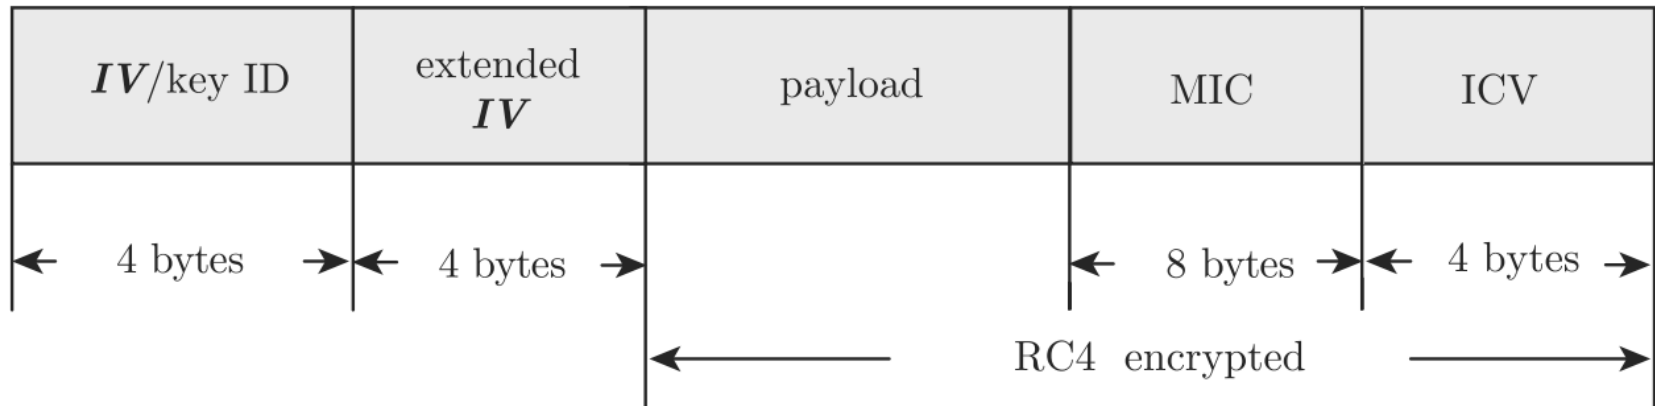 IV/key ID
extended
IV
payload
MIC
ICV
4 bytes
4 bytes
8 bytes
4 bytes
RC4 encrypted